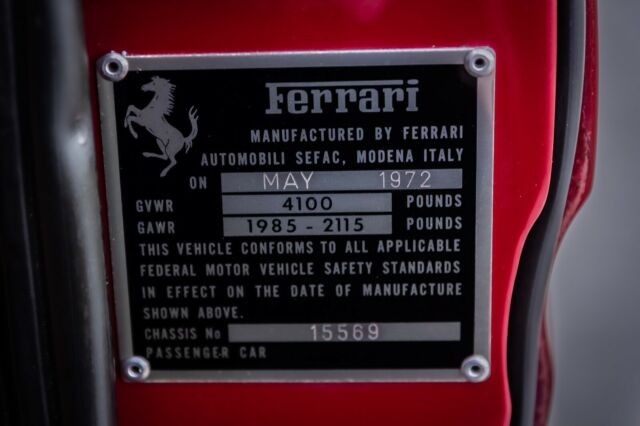 Ferrari
MANUFACTURED BY FERRARI
AUTOMOBILI SEFAC, MODENA ITALY
ON MAY 1972
GVWR 4100 POUNDS
GAWR 1985 - 2115 POUNDS
THIS VEHICLE CONFORMS TO ALL APPLICABLE
FEDERAL MOTOR VEHICLE SAFETY STANDARDS
IN EFFECT ON THE DATE OF MANUFACTURE
SHOWN ABOVE.
CHASSIS No 15569
PASSENGER CAR